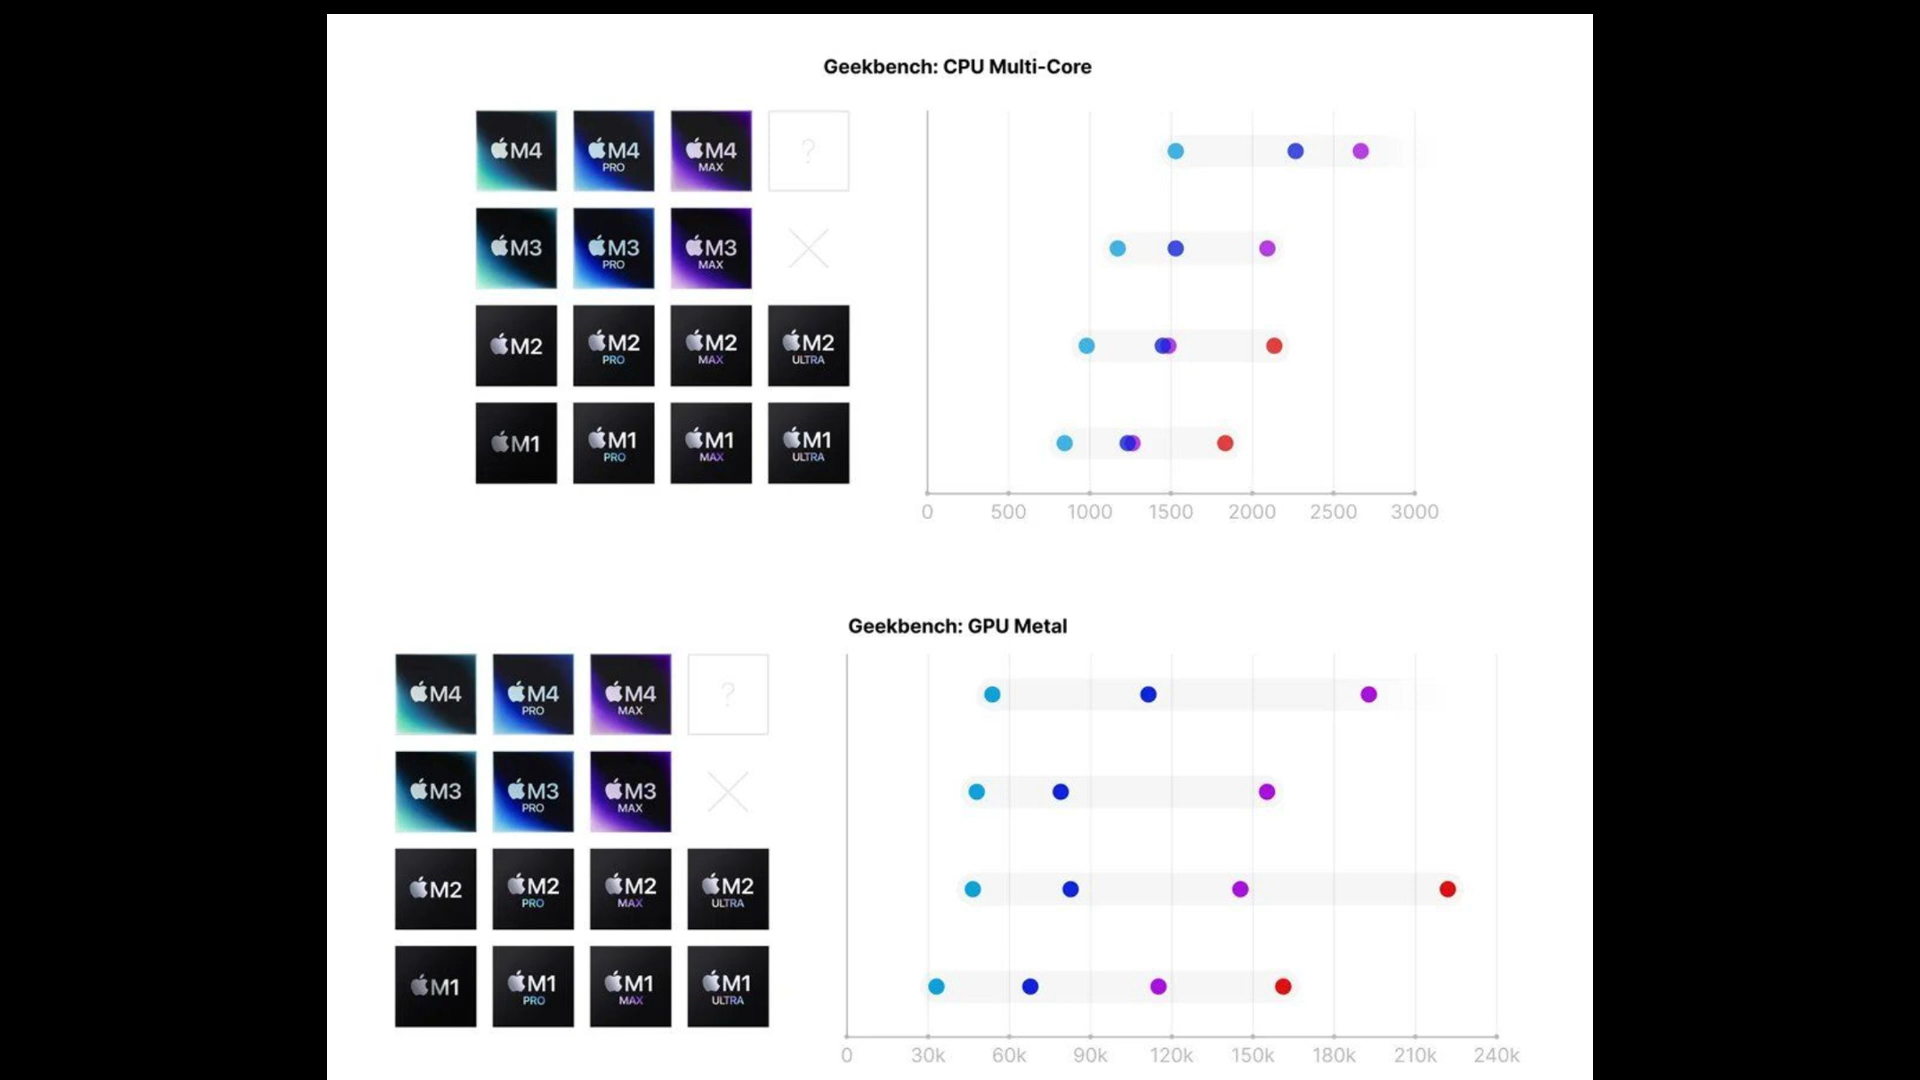 Geekbench: CPU Multi-Core
M4 M4 PRO M4 MAX ?
M3 M3 PRO M3 MAX
M2 M2 PRO M2 MAX M2 ULTRA
M1 M1 PRO M1 MAX M1 ULTRA
0 500 1000 1500 2000 2500 3000
Geekbench: GPU Metal
M4 M4 PRO M4 MAX ?
M3 M3 PRO M3 MAX
M2 M2 PRO M2 MAX M2 ULTRA
M1 M1 PRO M1 MAX M1 ULTRA
0 30k 60k 90k 120k 150k 180k 210k 240k